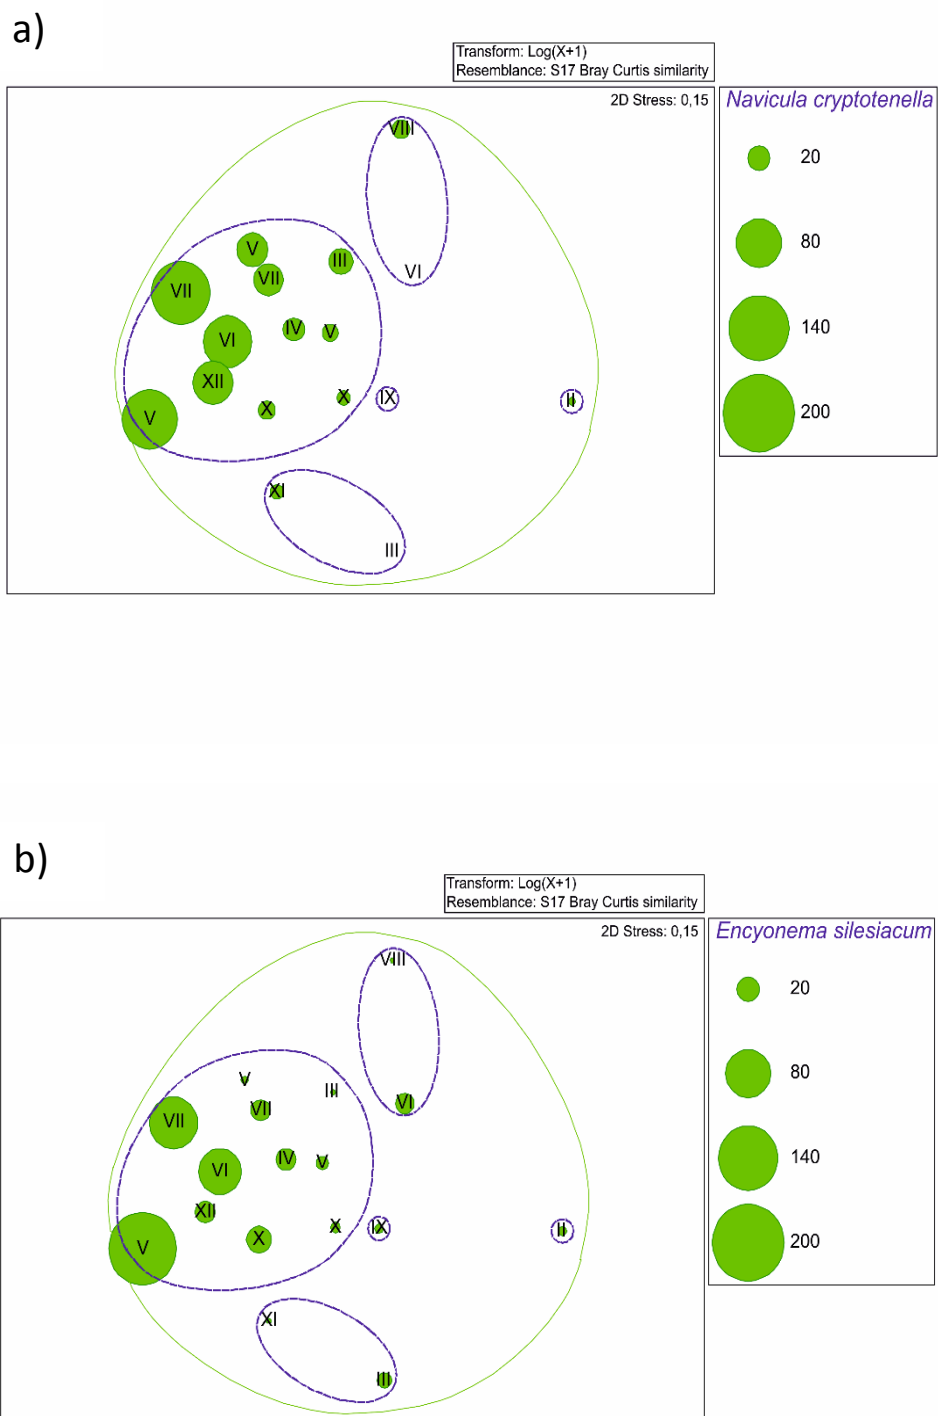 a)
Transform: Log(X+1)
Resemblance: S17 Bray Curtis similarity
2D Stress: 0,15
Navicula cryptotenella
20
80
140
200
VIII
V
III
VII
VI
VII
IV
V
VI
XII
X
X
IX
II
V
XI
III
b)
Transform: Log(X+1)
Resemblance: S17 Bray Curtis similarity
2D Stress: 0,15
Encyonema silesiacum
20
80
140
200
VIII
V
III
VII
VI
VII
IV
V
VI
XII
X
X
IX
II
V
XI
III